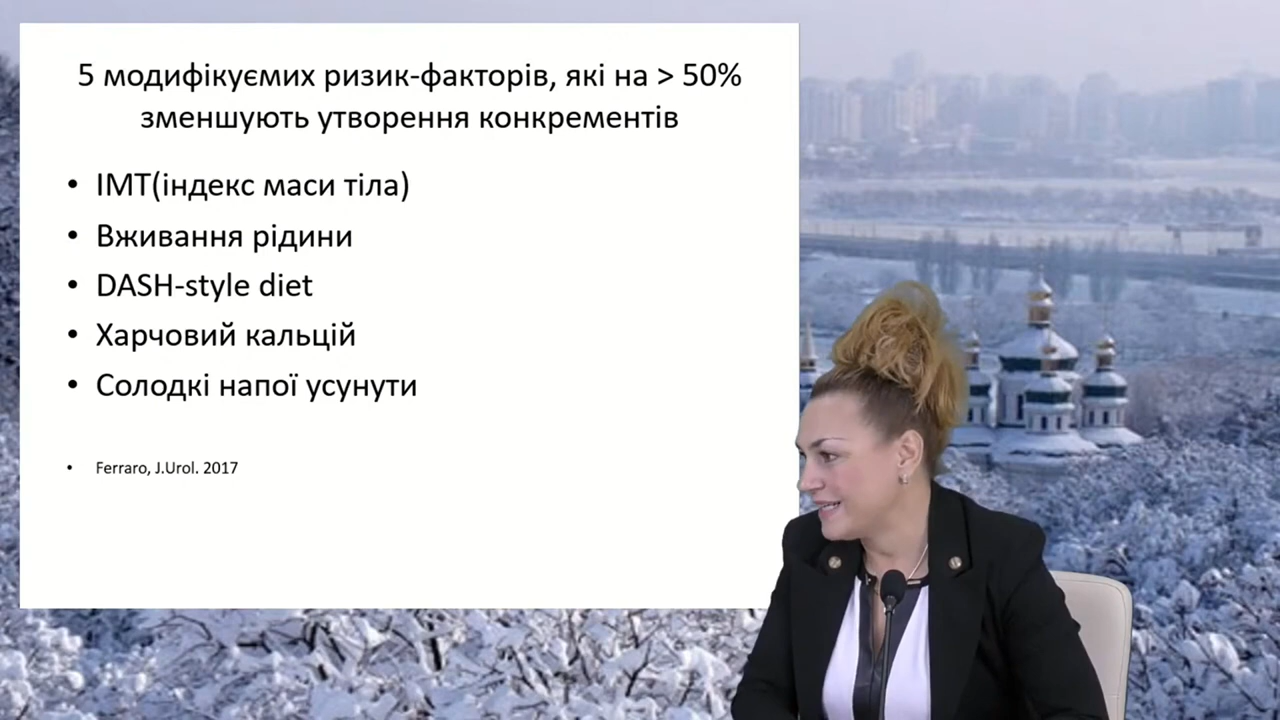 5 модифікуємих ризик-факторів, які на > 50%
зменшують утворення конкрементів
• ІМТ(індекс маси тіла)
• Вживання рідини
• DASH-style diet
• Харчовий кальцій
• Солодкі напої усунути
• Ferraro, J.Urol. 2017